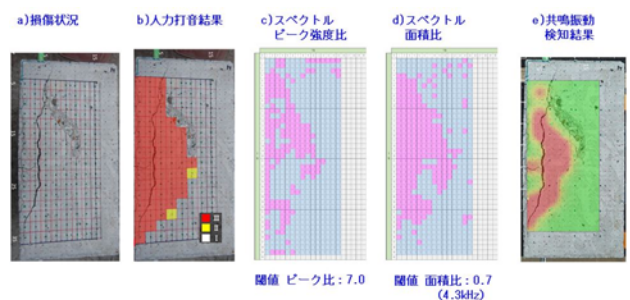 a)損傷状況
b)人力打音結果
c)スペクトル
ピーク強度比
d)スペクトル
面積比
e)共鳴振動
検知結果
III
II
I
閾値 ピーク比：7.0
閾値 面積比：0.7
(4.3kHz)